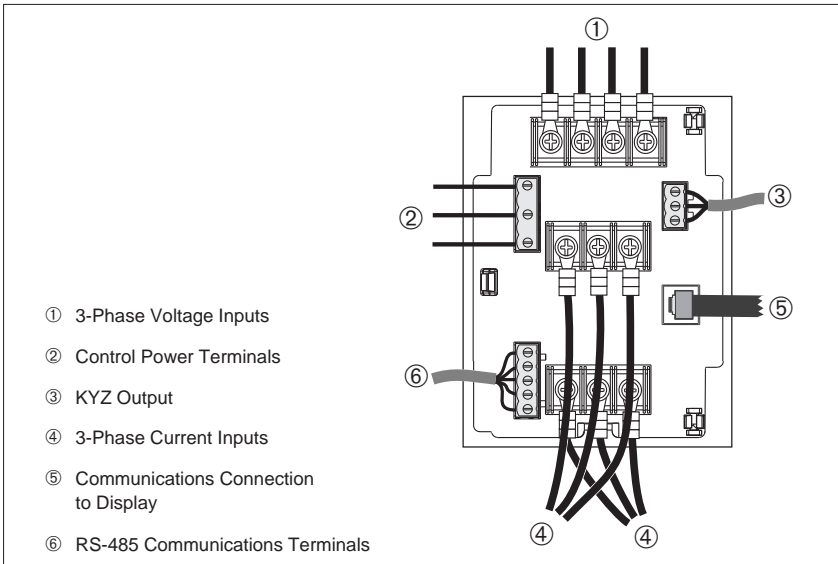 ①
②
③
⑤
⑥
④ ④
① 3-Phase Voltage Inputs
② Control Power Terminals
③ KYZ Output
④ 3-Phase Current Inputs
⑤ Communications Connection
to Display
⑥ RS-485 Communications Terminals